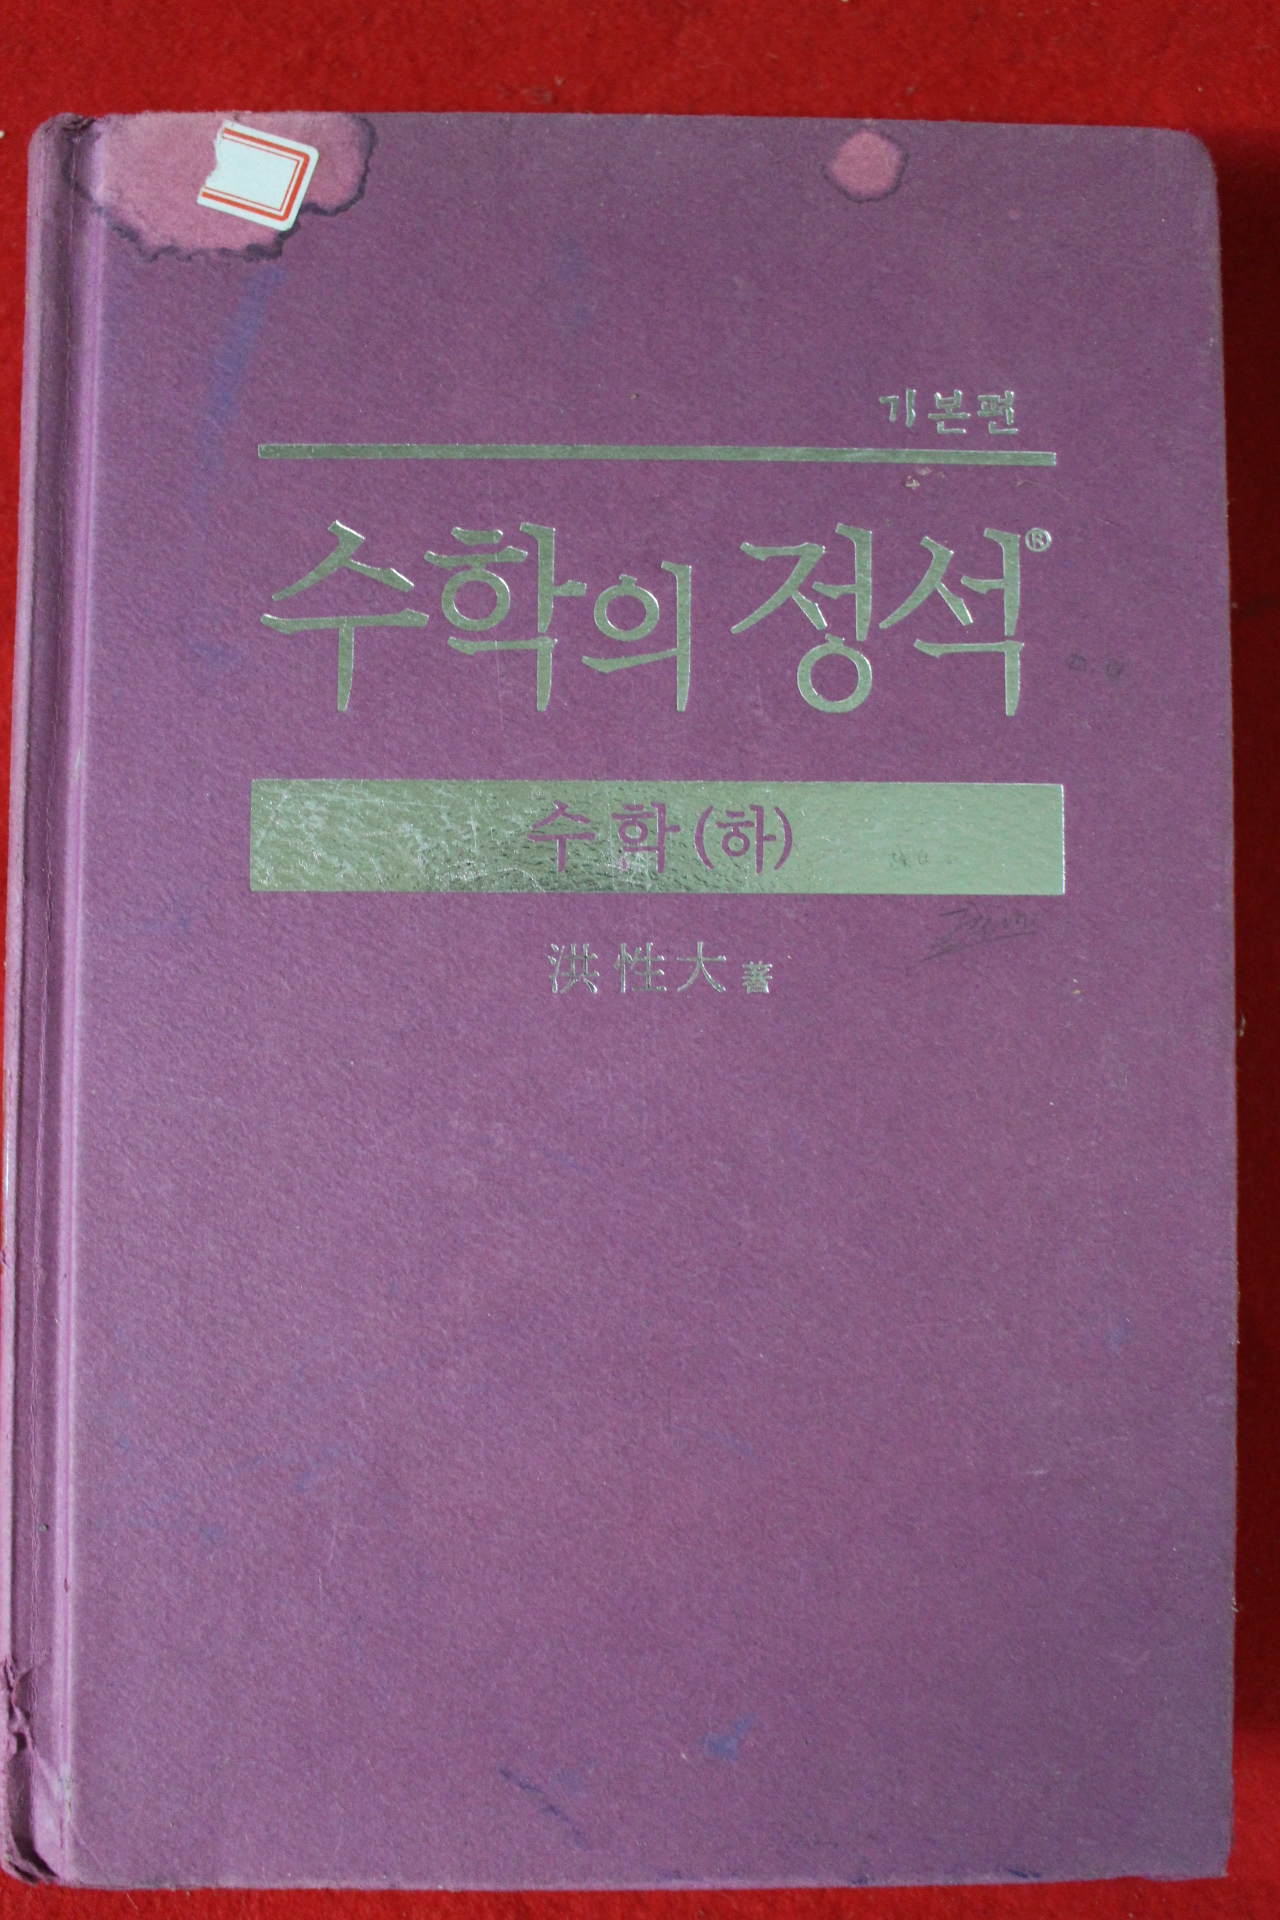 기본편
수학의 정석®
수학(하)
洪性大 著